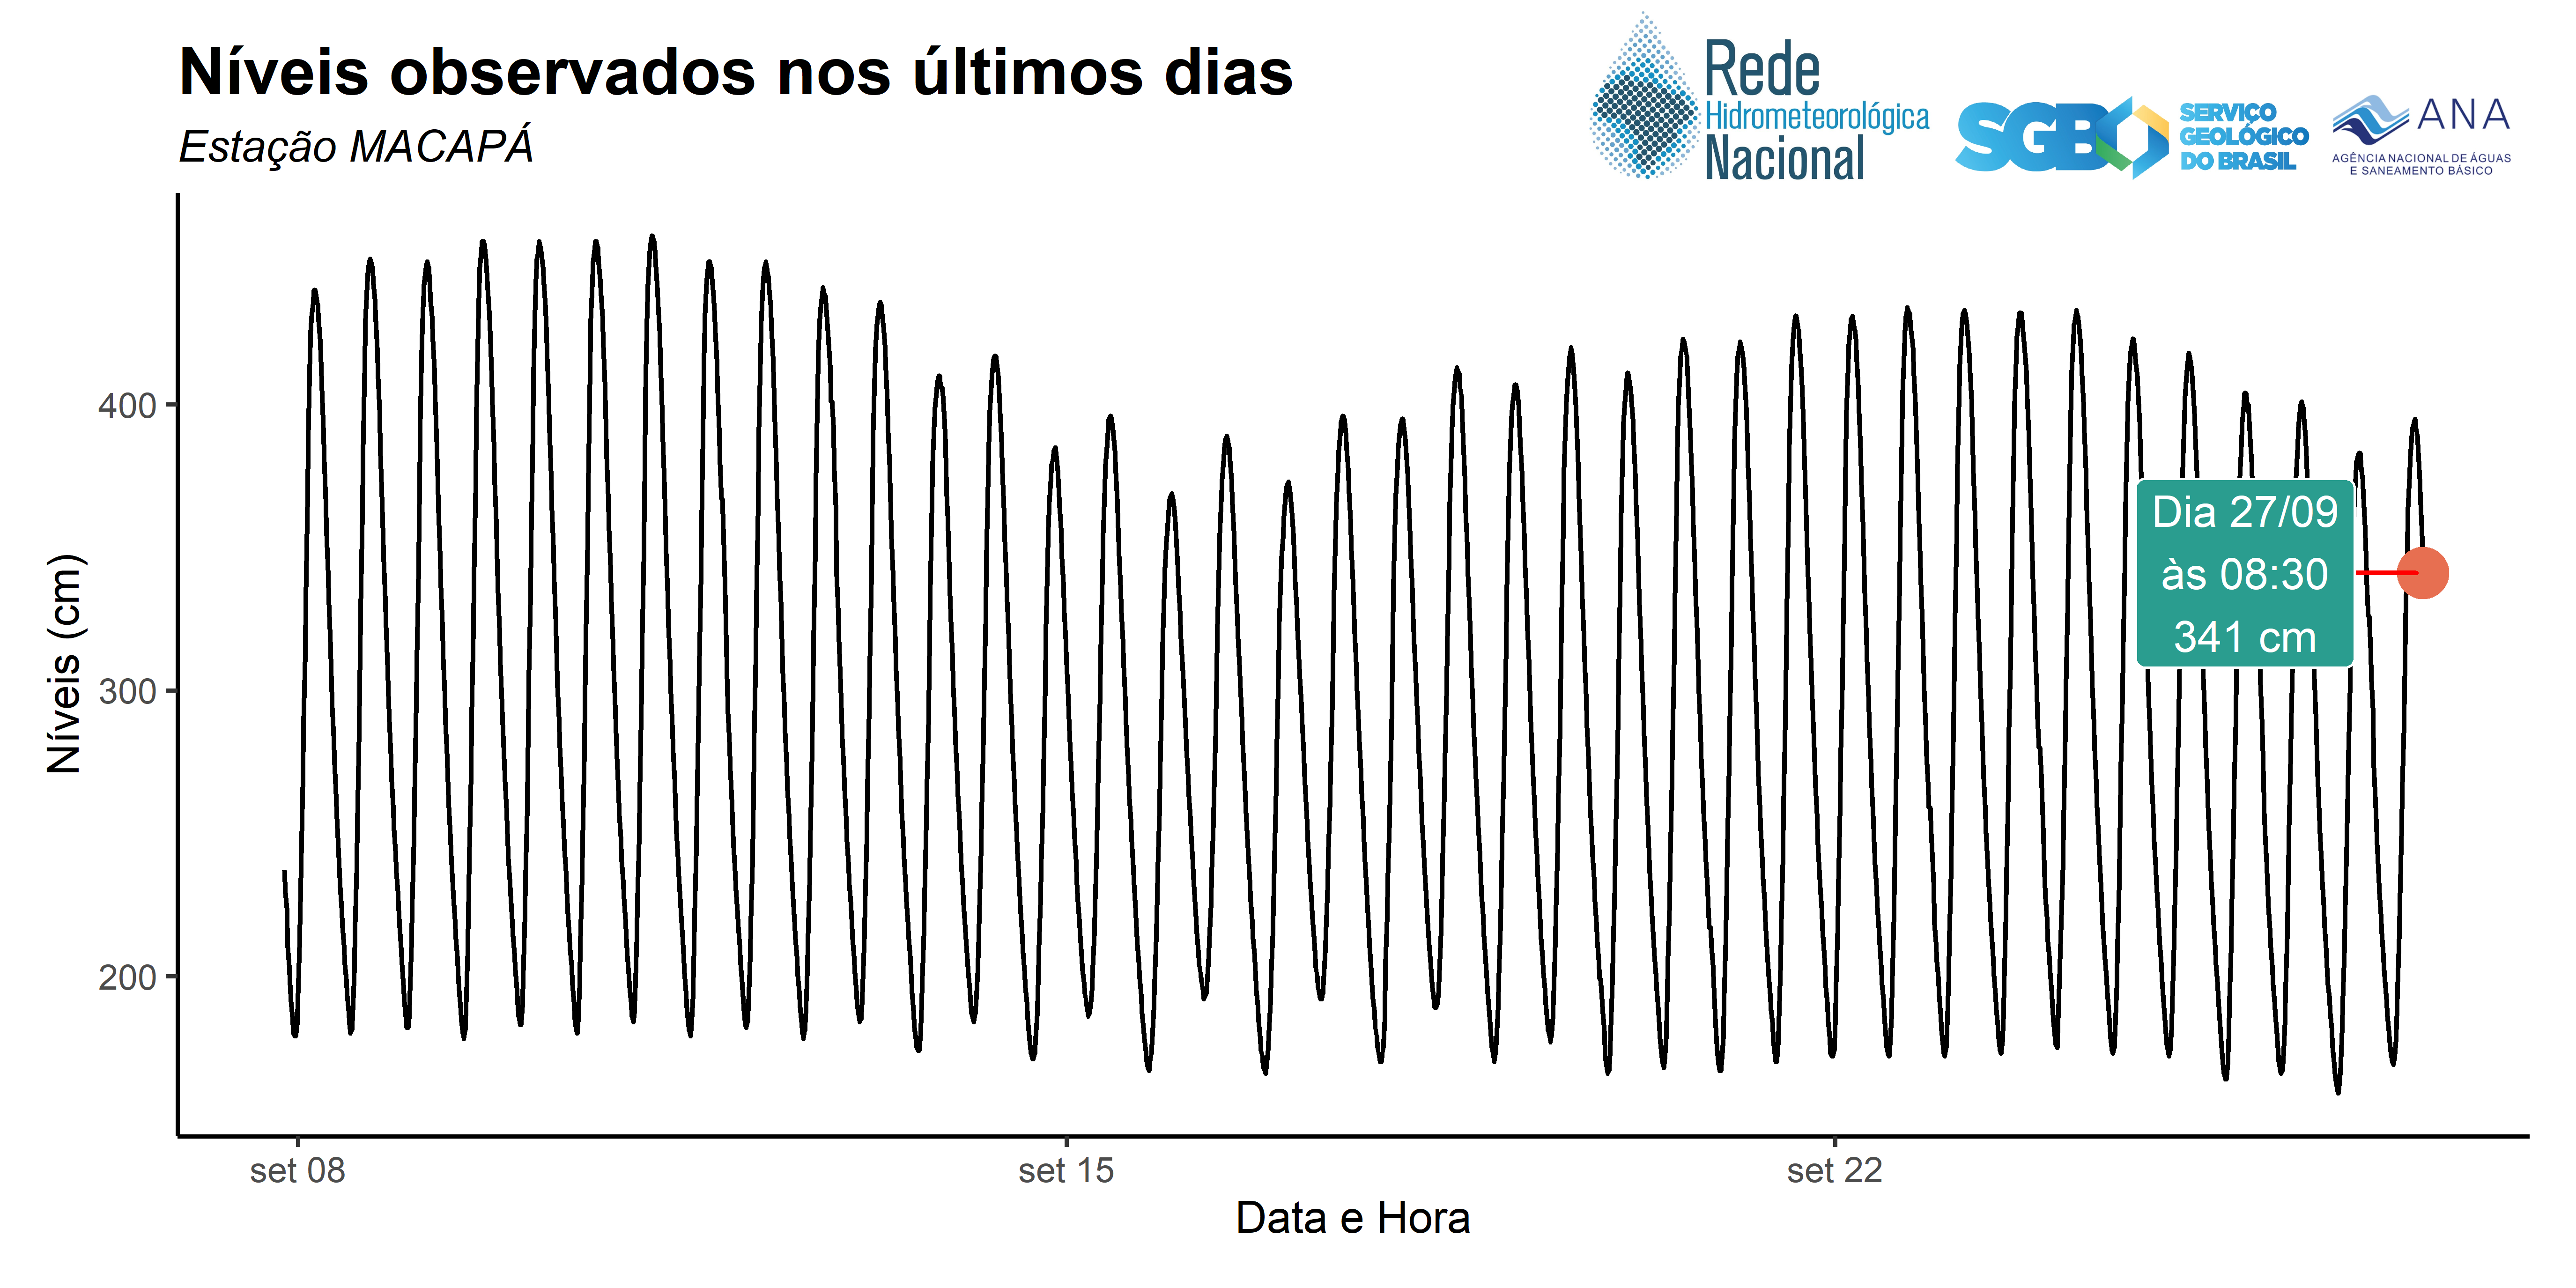 Níveis observados nos últimos dias
Estação MACAPÁ
Rede
Hidrometeorológica
Nacional
SGB
SERVIÇO
GEOLÓGICO
DO BRASIL
ANA
AGÊNCIA NACIONAL DE ÁGUAS
E SANEAMENTO BÁSICO
Níveis (cm)
400
300
200
Dia 27/09
às 08:30
341 cm
set 08
set 15
set 22
Data e Hora